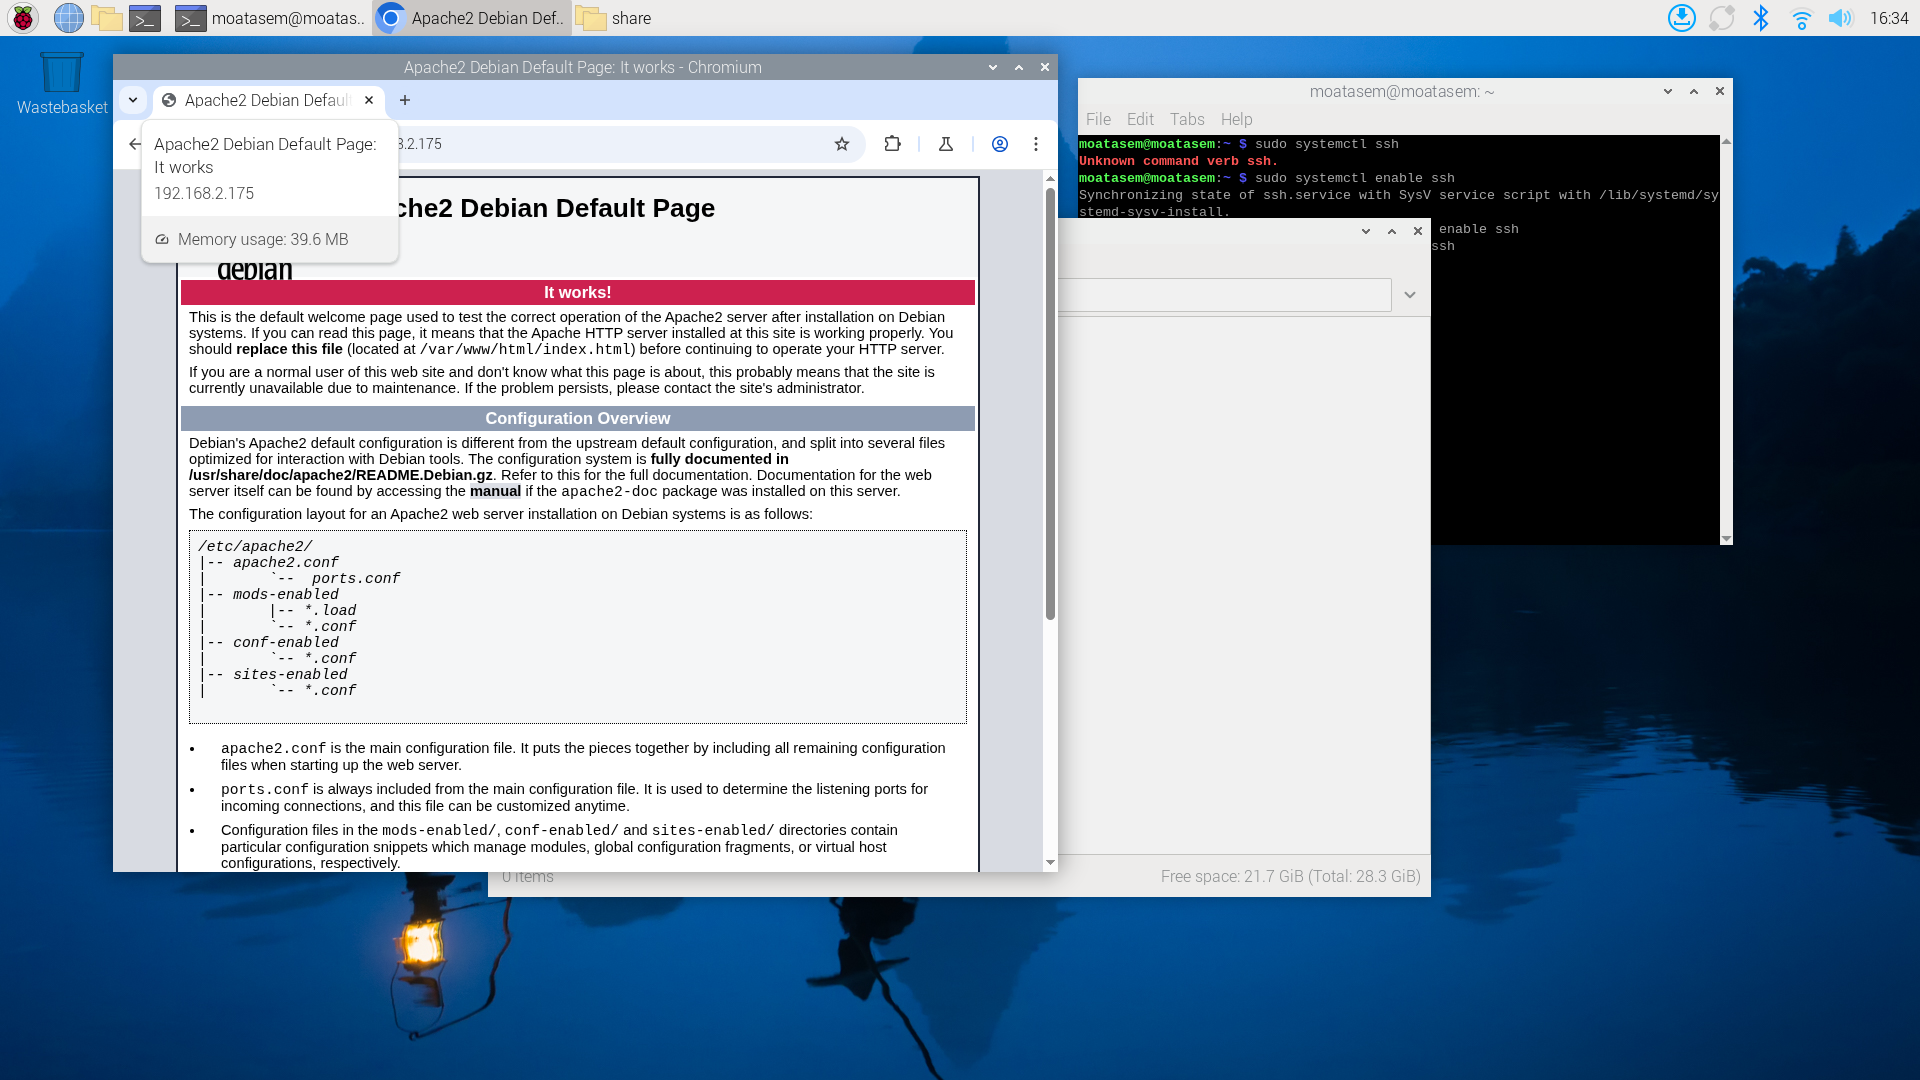 moatasem@moatas..
Apache2 Debian Def..
share
16:34
Wastebasket
Apache2 Debian Default Page: It works - Chromium
Apache2 Debian Defaul
Apache2 Debian Default Page:
It works
192.168.2.175
Memory usage: 39.6 MB
3.2.175
che2 Debian Default Page
debian
It works!
This is the default welcome page used to test the correct operation of the Apache2 server after installation on Debian
systems. If you can read this page, it means that the Apache HTTP server installed at this site is working properly. You
should replace this file (located at /var/www/html/index.html) before continuing to operate your HTTP server.
If you are a normal user of this web site and don't know what this page is about, this probably means that the site is
currently unavailable due to maintenance. If the problem persists, please contact the site's administrator.
Configuration Overview
Debian's Apache2 default configuration is different from the upstream default configuration, and split into several files
optimized for interaction with Debian tools. The configuration system is fully documented in
/usr/share/doc/apache2/README.Debian.gz. Refer to this for the full documentation. Documentation for the web
server itself can be found by accessing the manual if the apache2-doc package was installed on this server.
The configuration layout for an Apache2 web server installation on Debian systems is as follows:
/etc/apache2/
|-- apache2.conf
|       `--  ports.conf
|-- mods-enabled
|       |-- *.load
|       `-- *.conf
|-- conf-enabled
|       `-- *.conf
|-- sites-enabled
|       `-- *.conf
• apache2.conf is the main configuration file. It puts the pieces together by including all remaining configuration
files when starting up the web server.
• ports.conf is always included from the main configuration file. It is used to determine the listening ports for
incoming connections, and this file can be customized anytime.
• Configuration files in the mods-enabled/, conf-enabled/ and sites-enabled/ directories contain
particular configuration snippets which manage modules, global configuration fragments, or virtual host
configurations, respectively.
moatasem@moatasem: ~
File Edit Tabs Help
moatasem@moatasem:~ $ sudo systemctl ssh
Unknown command verb ssh.
moatasem@moatasem:~ $ sudo systemctl enable ssh
Synchronizing state of ssh.service with SysV service script with /lib/systemd/sy
stemd-sysv-install.
enable ssh
ssh
0 items
Free space: 21.7 GiB (Total: 28.3 GiB)